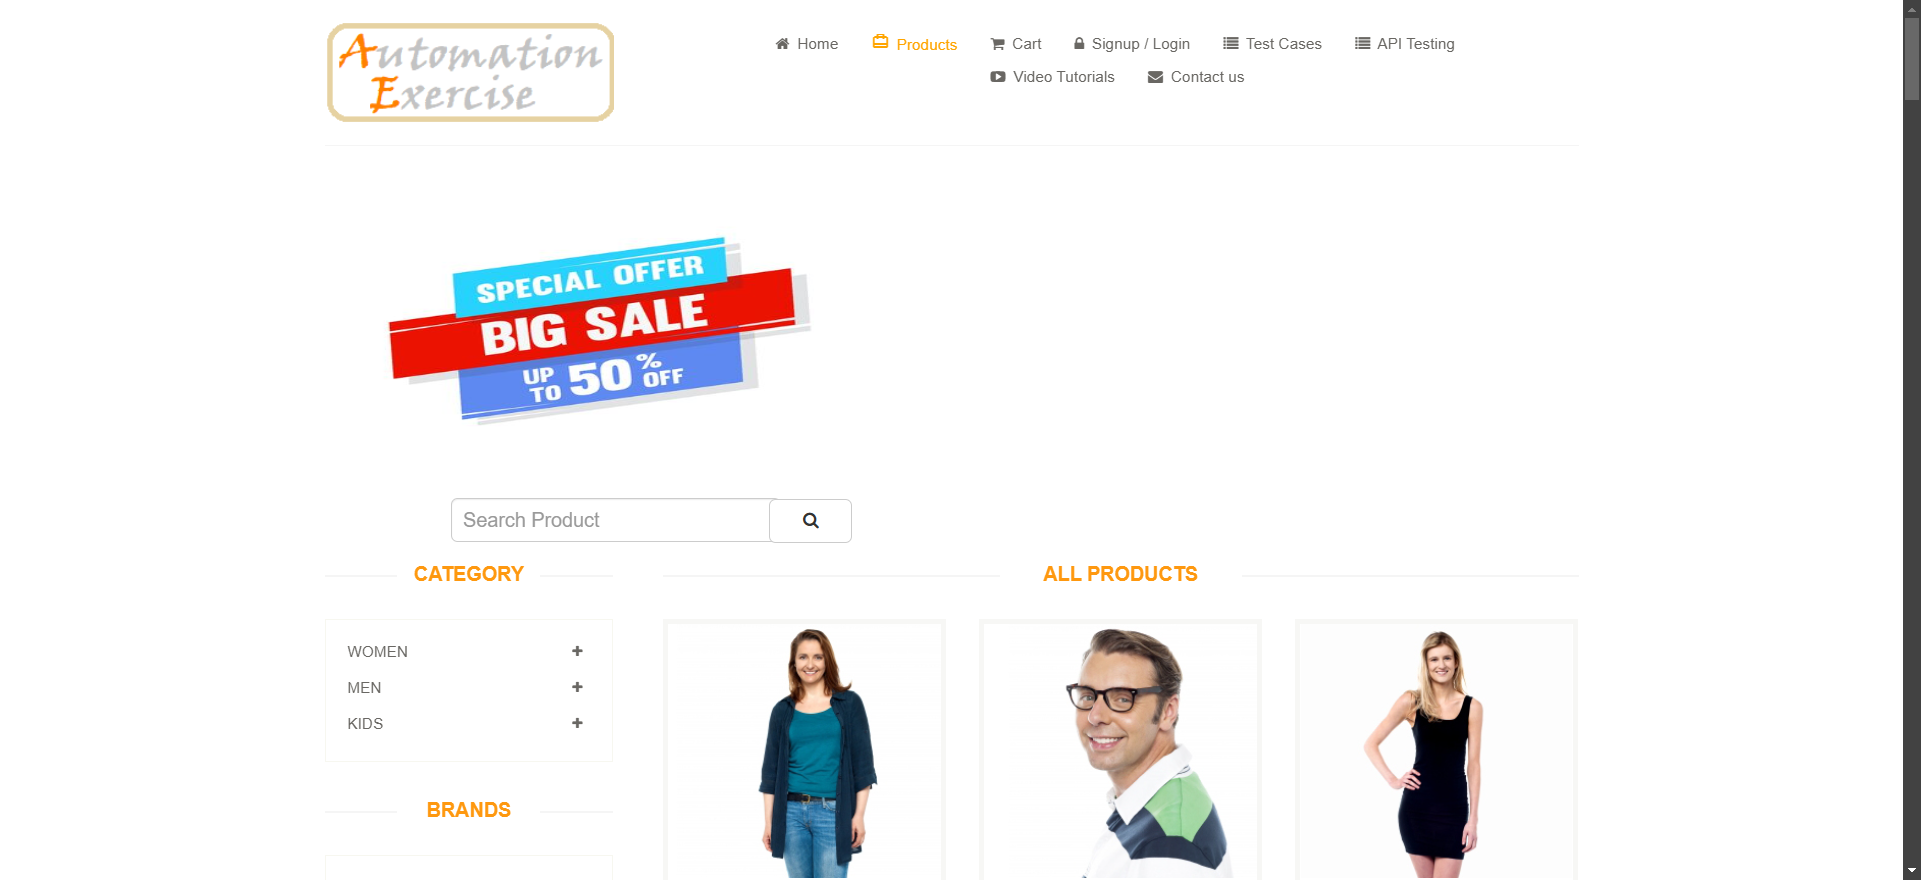 Automation
Exercise
Home
Products
Cart
Signup / Login
Test Cases
API Testing
Video Tutorials
Contact us
SPECIAL OFFER
BIG SALE
UP TO 50% OFF
Search Product
CATEGORY
ALL PRODUCTS
WOMEN
MEN
KIDS
BRANDS